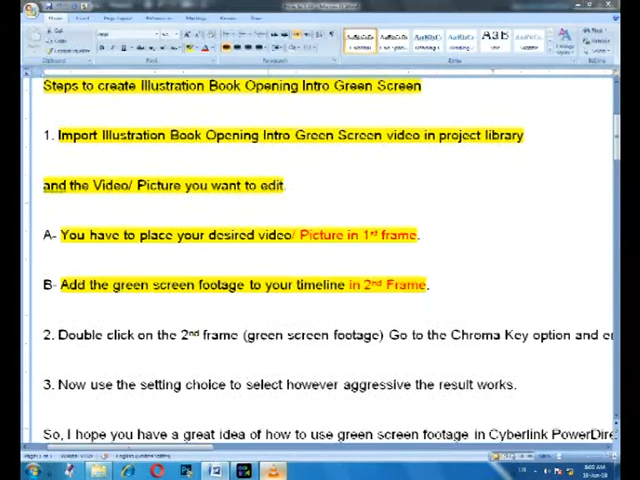 Steps to create Illustration Book Opening Intro Green Screen
1. Import Illustration Book Opening Intro Green Screen video in project library
and the Video/ Picture you want to edit.
A- You have to place your desired video/ Picture in 1st frame.
B- Add the green screen footage to your timeline in 2nd Frame.
2. Double click on the 2nd frame (green screen footage) Go to the Chroma Key option and en
3. Now use the setting choice to select however aggressive the result works.
So, I hope you have a great idea of how to use green screen footage in Cyberlink PowerDire